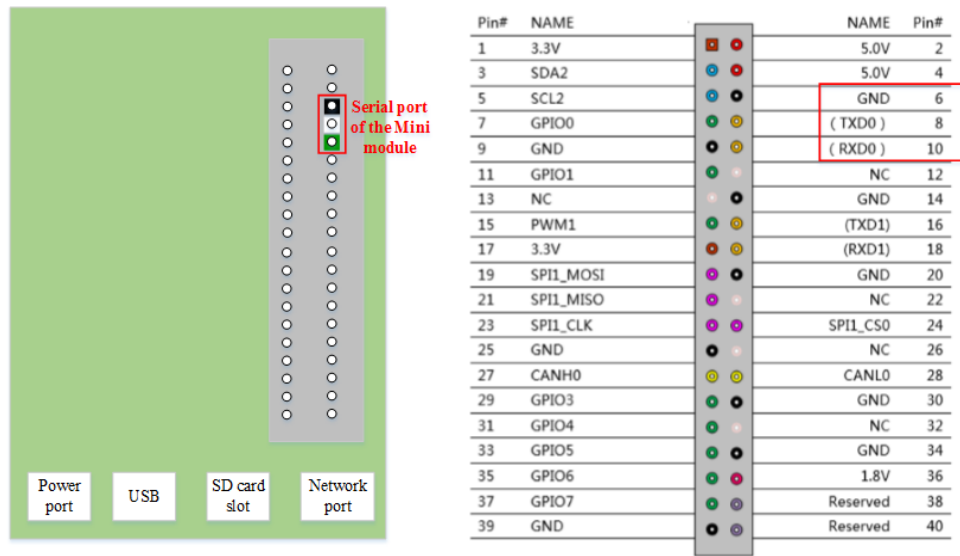 Serial port
of the Mini
module
Power
port
USB
SD card
slot
Network
port
Pin# NAME NAME Pin#
1 3.3V 5.0V 2
3 SDA2 5.0V 4
5 SCL2 GND 6
7 GPIO0 ( TXD0 ) 8
9 GND ( RXD0 ) 10
11 GPIO1 NC 12
13 NC GND 14
15 PWM1 (TXD1) 16
17 3.3V (RXD1) 18
19 SPI1_MOSI GND 20
21 SPI1_MISO NC 22
23 SPI1_CLK SPI1_CS0 24
25 GND NC 26
27 CANH0 CANL0 28
29 GPIO3 GND 30
31 GPIO4 NC 32
33 GPIO5 GND 34
35 GPIO6 1.8V 36
37 GPIO7 Reserved 38
39 GND Reserved 40